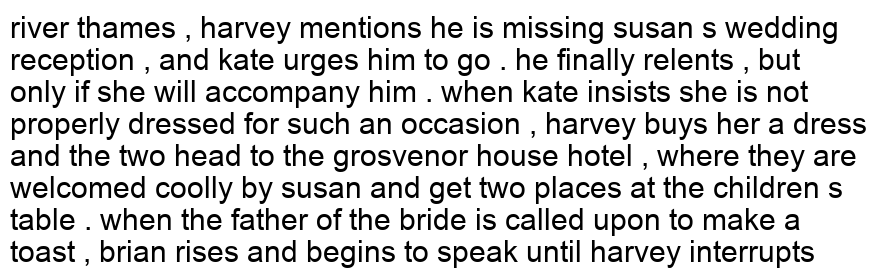 river thames , harvey mentions he is missing susan s wedding
reception , and kate urges him to go . he finally relents , but
only if she will accompany him . when kate insists she is not
properly dressed for such an occasion , harvey buys her a dress
and the two head to the grosvenor house hotel , where they are
welcomed coolly by susan and get two places at the children s
table . when the father of the bride is called upon to make a
toast , brian rises and begins to speak until harvey interrupts